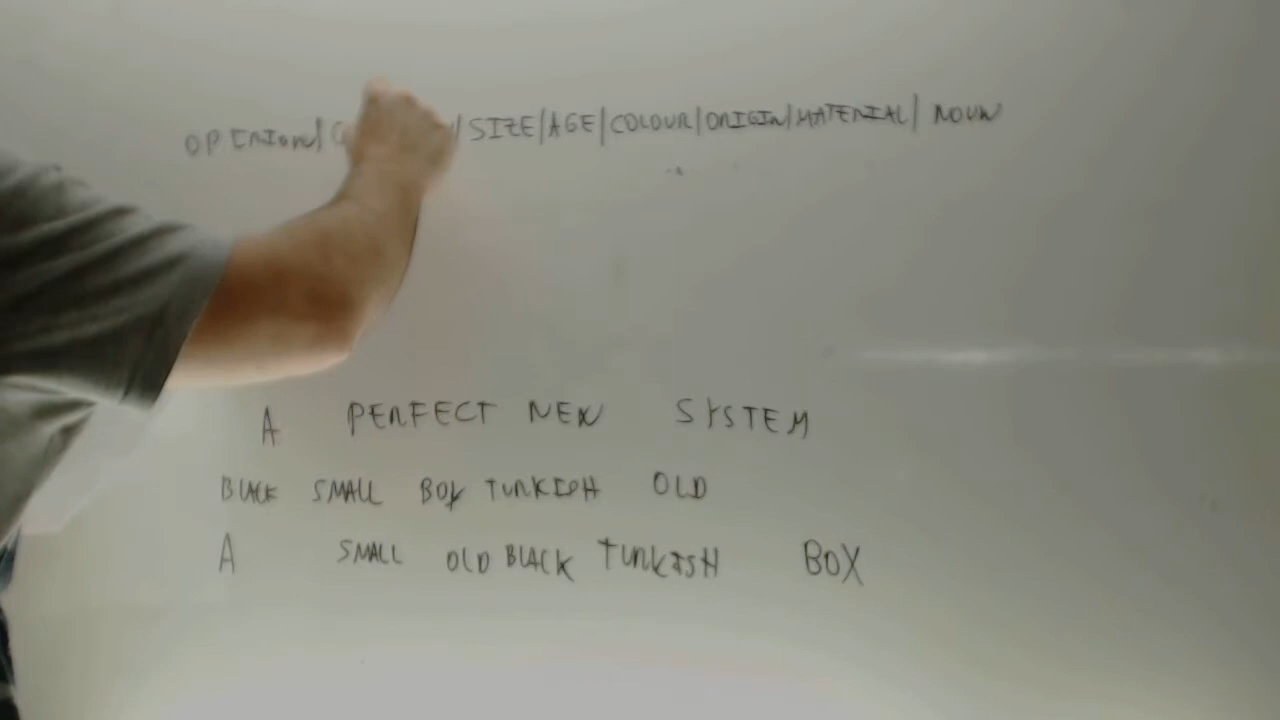 OPINION/ / SIZE/AGE/COLOUR/ORIGIN/MATERIAL/ NOUN
A PERFECT NEW SYSTEM
BLACK SMALL BOX TURKISH OLD
A SMALL OLD BLACK TURKISH BOX